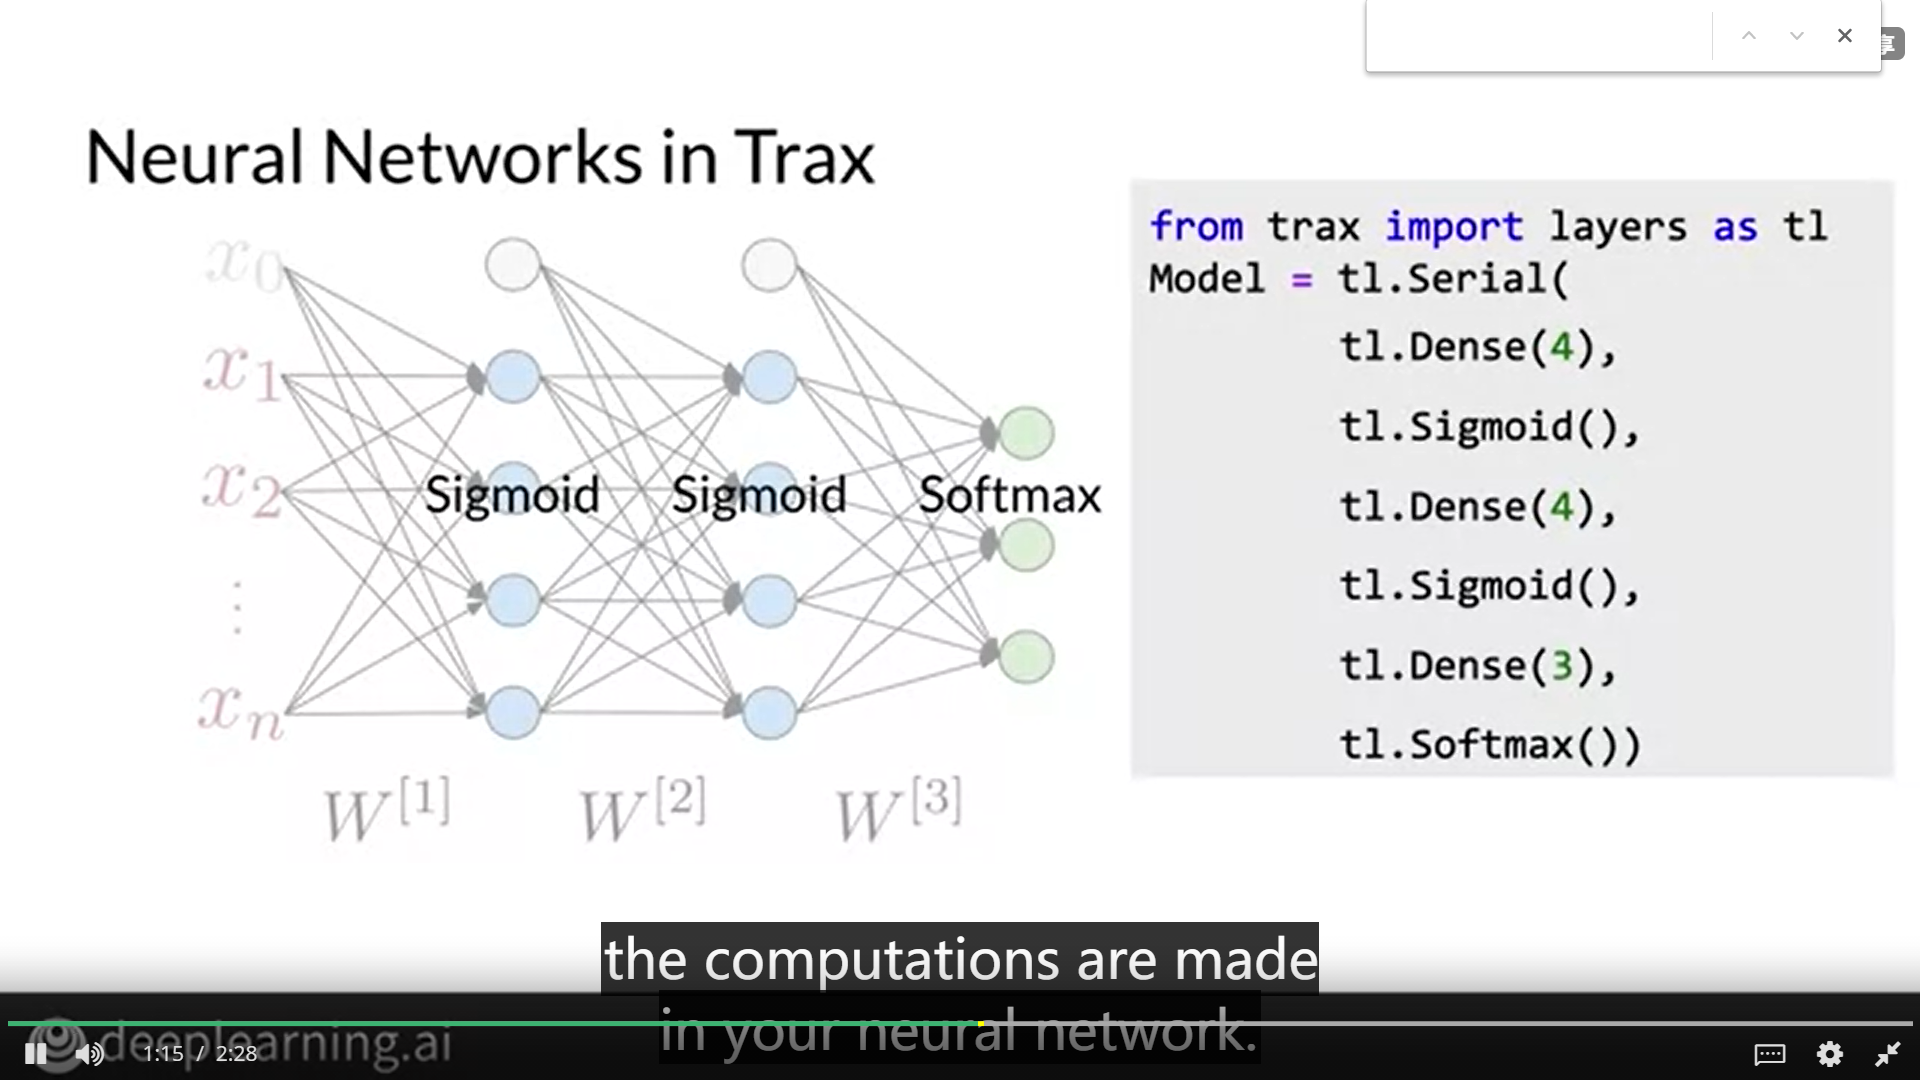 享
Neural Networks in Trax
x0
x1
x2
⋮
xn
Sigmoid Sigmoid Softmax
W[1] W[2] W[3]
from trax import layers as tl
Model = tl.Serial(
tl.Dense(4),
tl.Sigmoid(),
tl.Dense(4),
tl.Sigmoid(),
tl.Dense(3),
tl.Softmax())
the computations are made
in your neural network.
deeplearning.ai
1:15 / 2:28